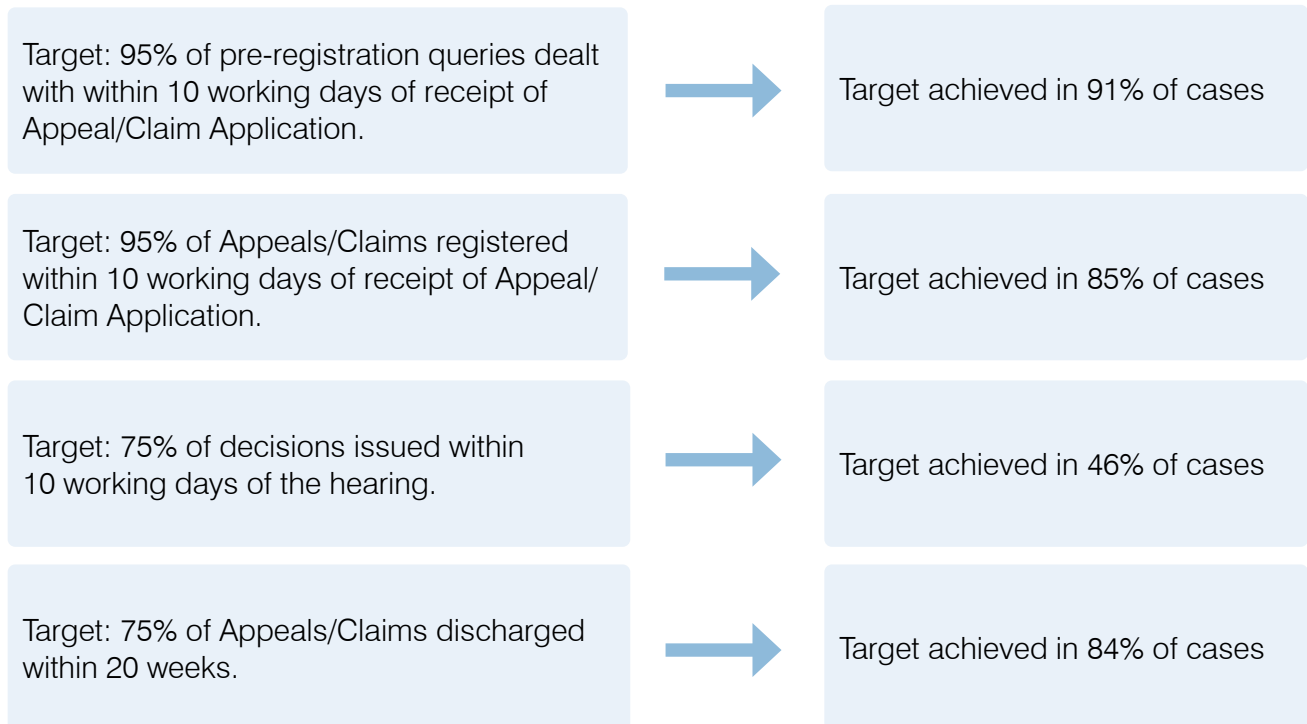 Target: 95% of pre-registration queries dealt
with within 10 working days of receipt of
Appeal/Claim Application.
Target achieved in 91% of cases
Target: 95% of Appeals/Claims registered
within 10 working days of receipt of Appeal/
Claim Application.
Target achieved in 85% of cases
Target: 75% of decisions issued within
10 working days of the hearing.
Target achieved in 46% of cases
Target: 75% of Appeals/Claims discharged
within 20 weeks.
Target achieved in 84% of cases